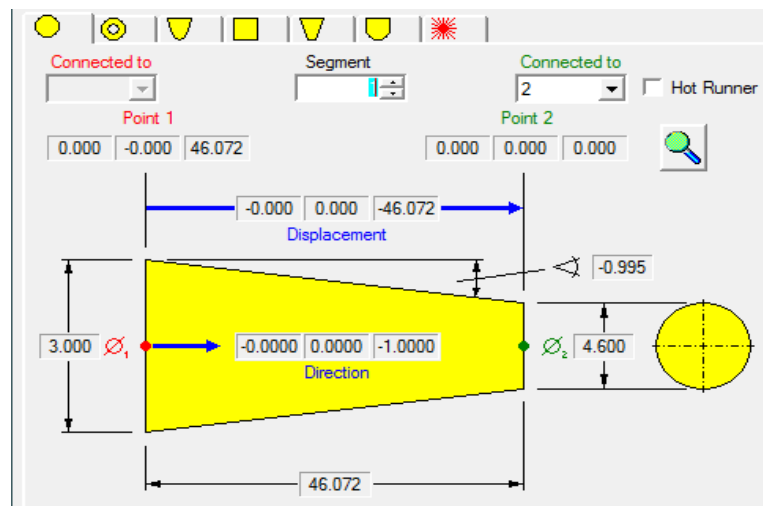 Connected to Segment Connected to
1 2 Hot Runner
Point 1 Point 2
0.000 -0.000 46.072 0.000 0.000 0.000
-0.000 0.000 -46.072
Displacement
-0.995
3.000 Ø1 -0.0000 0.0000 -1.0000 Ø2 4.600
Direction
46.072